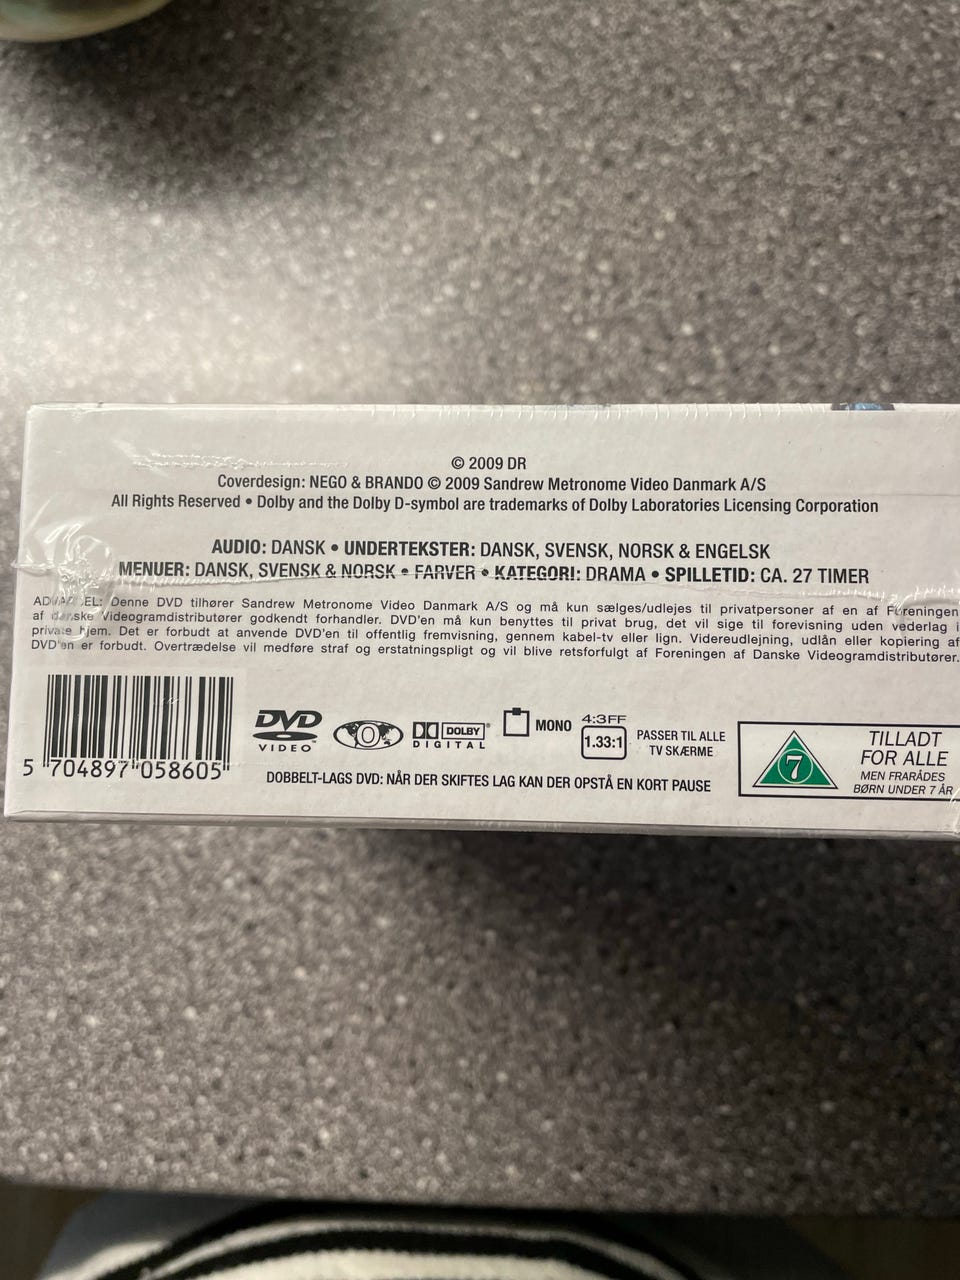 © 2009 DR
Coverdesign: NEGO & BRANDO © 2009 Sandrew Metronome Video Danmark A/S
All Rights Reserved • Dolby and the Dolby D-symbol are trademarks of Dolby Laboratories Licensing Corporation
AUDIO: DANSK • UNDERTEKSTER: DANSK, SVENSK, NORSK & ENGELSK
MENUER: DANSK, SVENSK & NORSK • FARVER • KATEGORI: DRAMA • SPILLETID: CA. 27 TIMER
ADVARSEL: Denne DVD tilhører Sandrew Metronome Video Danmark A/S og må kun sælges/udlejes til privatpersoner af en af Foreningen
af danske Videogramdistributører godkendt forhandler. DVD'en må kun benyttes til privat brug, det vil sige til forevisning uden vederlag i
private hjem. Det er forbudt at anvende DVD'en til offentlig fremvisning, gennem kabel-tv eller lign. Videreudlejning, udlån eller kopiering af
DVD'en er forbudt. Overtrædelse vil medføre straf og erstatningspligt og vil blive retsforfulgt af Foreningen af Danske Videogramdistributører.
5 704897 058605
DVD
VIDEO™
DOLBY®
DIGITAL
MONO
4:3FF
1.33:1
PASSER TIL ALLE
TV SKÆRME
DOBBELT-LAGS DVD: NÅR DER SKIFTES LAG KAN DER OPSTÅ EN KORT PAUSE
7
TILLADT
FOR ALLE
MEN FRARÅDES
BØRN UNDER 7 ÅR